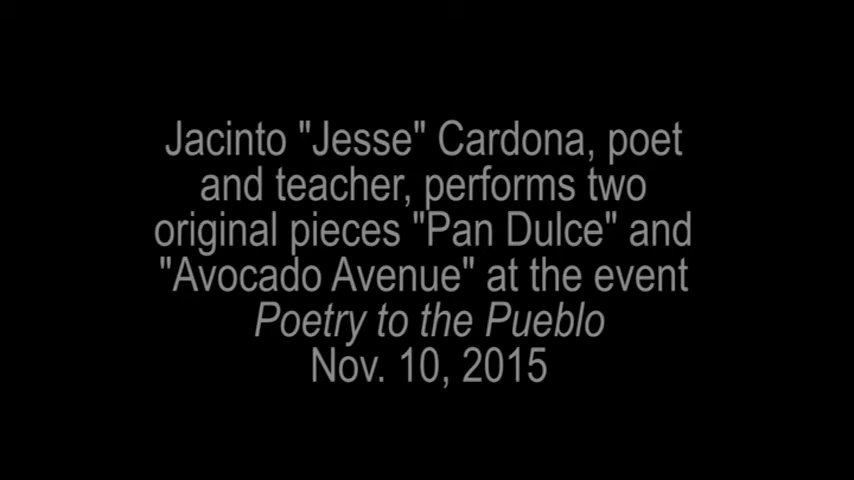 Jacinto "Jesse" Cardona, poet
and teacher, performs two
original pieces "Pan Dulce" and
"Avocado Avenue" at the event
Poetry to the Pueblo
Nov. 10, 2015